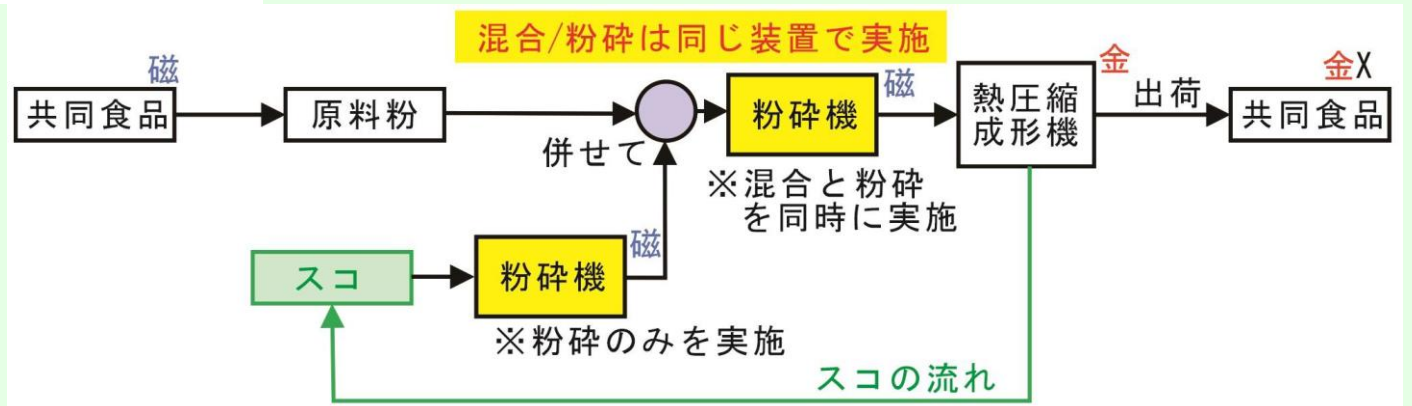 混合/粉砕は同じ装置で実施
磁
共同食品
原料粉
併せて
粉砕機
磁
※混合と粉砕
を同時に実施
熱圧縮
成形機
金
出荷
金X
共同食品
スコ
粉砕機
磁
※粉砕のみを実施
スコの流れ